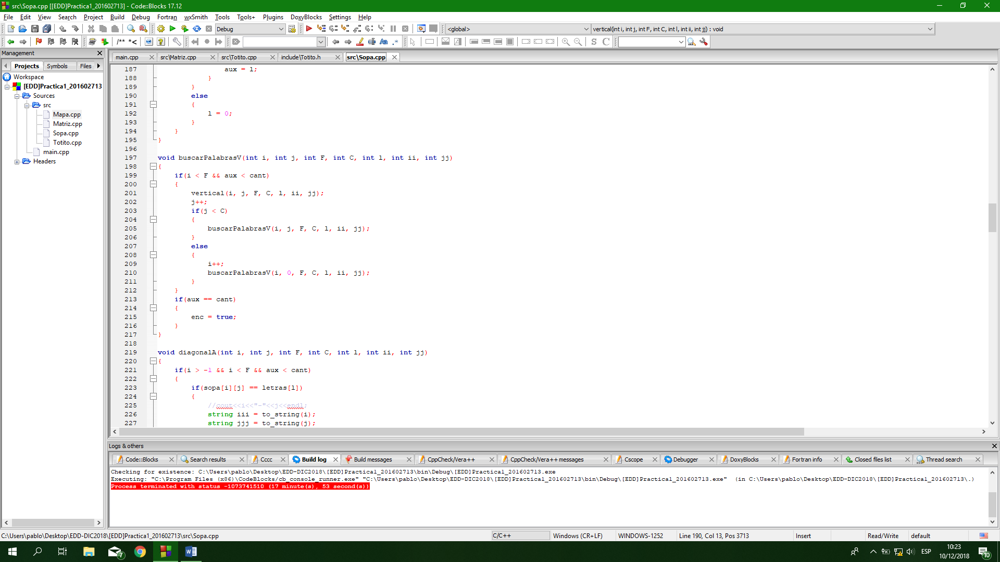 src\Sopa.cpp [[EDD]Practica1_201602713] - Code::Blocks 17.12
File Edit View Search Project Build Debug Fortran wxSmith Tools Tools+ Plugins DoxyBlocks Settings Help
Debug <global> vertical(int i, int j, int F, int C, int l, int ii, int jj) : void
/** *< Aa .* S C
Management
Projects Symbols Files
main.cpp src\Matriz.cpp src\Totito.cpp include\Totito.h src\Sopa.cpp
Workspace
[EDD]Practica1_201602713
Sources
src
Mapa.cpp
Matriz.cpp
Sopa.cpp
Totito.cpp
main.cpp
Headers
187 aux = l;
188 }
189 }
190 else
191 {
192 l = 0;
193 }
194 }
195 }
196
197 void buscarPalabrasV(int i, int j, int F, int C, int l, int ii, int jj)
198 {
199 if(i < F && aux < cant)
200 {
201 vertical(i, j, F, C, l, ii, jj);
202 j++;
203 if(j < C)
204 {
205 buscarPalabrasV(i, j, F, C, l, ii, jj);
206 }
207 else
208 {
209 i++;
210 buscarPalabrasV(i, 0, F, C, l, ii, jj);
211 }
212 }
213 if(aux == cant)
214 {
215 enc = true;
216 }
217 }
218
219 void diagonalA(int i, int j, int F, int C, int l, int ii, int jj)
220 {
221 if(i > -1 && i < F && aux < cant)
222 {
223 if(sopa[i][j] == letras[l])
224 {
225 //cout<<i<<"-"<<j<<endl;
226 string iii = to_string(i);
227 string jjj = to_string(j);
Logs & others
Code::Blocks Search results Cccc Build log Build messages CppCheck/Vera++ CppCheck/Vera++ messages Cscope Debugger DoxyBlocks Fortran info Closed files list Thread search
Checking for existence: C:\Users\pablo\Desktop\EDD-DIC2018\[EDD]Practica1_201602713\bin\Debug\[EDD]Practica1_201602713.exe
Executing: "C:\Program Files (x86)\CodeBlocks/cb_console_runner.exe" "C:\Users\pablo\Desktop\EDD-DIC2018\[EDD]Practica1_201602713\bin\Debug\[EDD]Practica1_201602713.exe"  (in C:\Users\pablo\Desktop\EDD-DIC2018\[EDD]Practica1_201602713\.)
Process terminated with status -1073741510 (17 minute(s), 53 second(s))
C:\Users\pablo\Desktop\EDD-DIC2018\[EDD]Practica1_201602713\src\Sopa.cpp C/C++ Windows (CR+LF) WINDOWS-1252 Line 190, Col 13, Pos 3713 Insert Read/Write default
7 ESP 10:23
10/12/2018 10